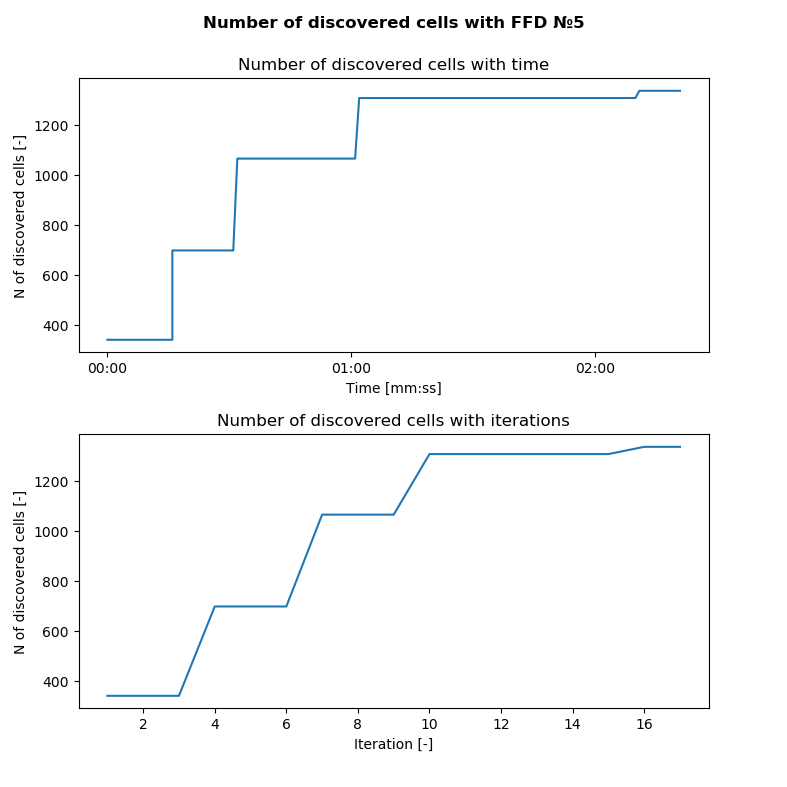 Number of discovered cells with FFD №5
Number of discovered cells with time
N of discovered cells [-]
1200
1000
800
600
400
00:00 01:00 02:00
Time [mm:ss]
Number of discovered cells with iterations
N of discovered cells [-]
1200
1000
800
600
400
2 4 6 8 10 12 14 16
Iteration [-]